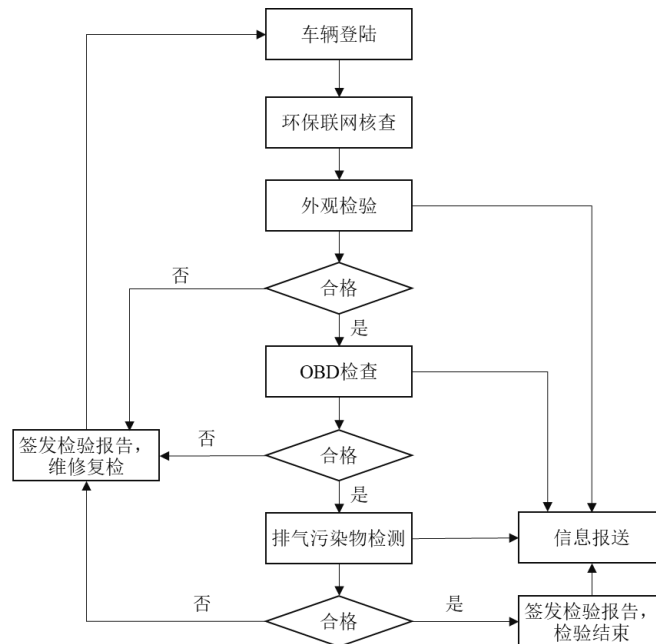 车辆登陆
环保联网核查
外观检验
否
合格
是
OBD检查
签发检验报告，
维修复检
否
合格
是
排气污染物检测
信息报送
否
合格
是
签发检验报告，
检验结束